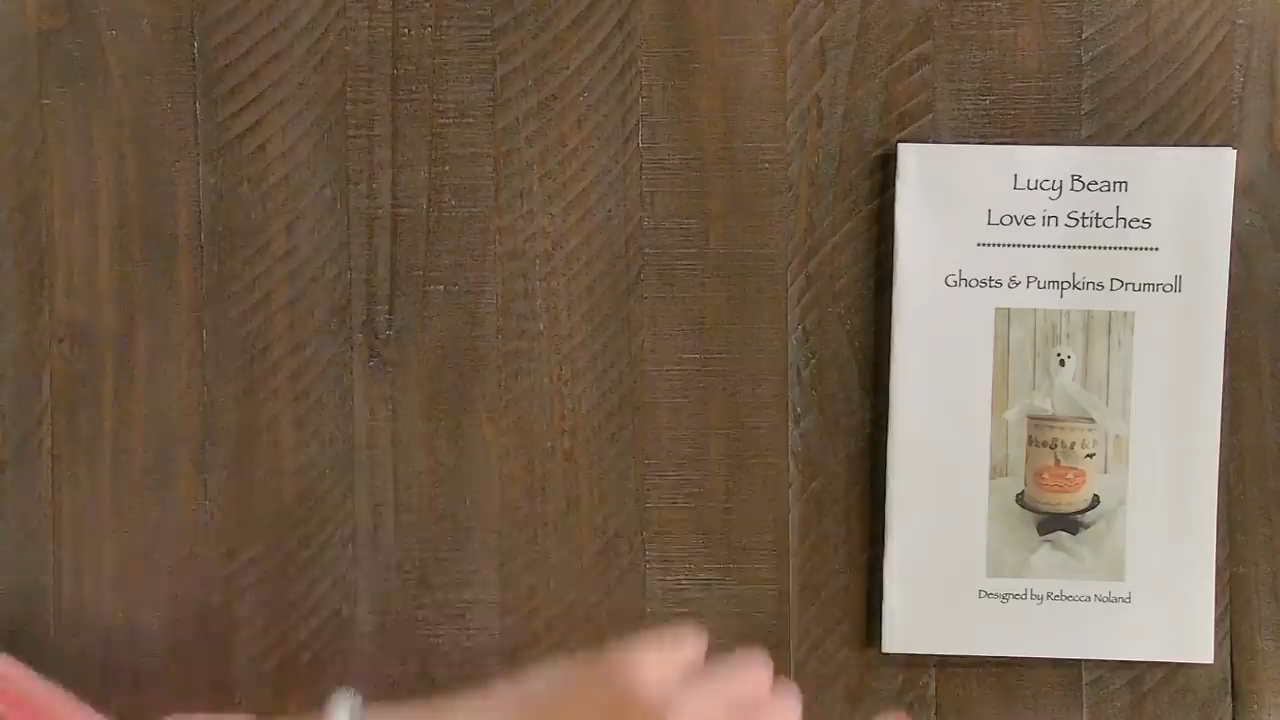 Lucy Beam
Love in Stitches
************************************
Ghosts & Pumpkins Drumroll
Designed by Rebecca Noland